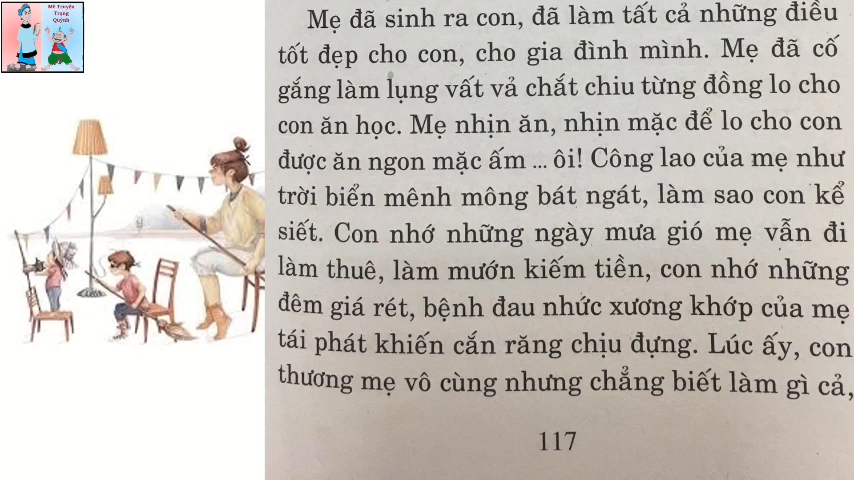 Mê Truyện
Trạng
Quỳnh
Mẹ đã sinh ra con, đã làm tất cả những điều
tốt đẹp cho con, cho gia đình mình. Mẹ đã cố
gắng làm lụng vất vả chắt chiu từng đồng lo cho
con ăn học. Mẹ nhịn ăn, nhịn mặc để lo cho con
được ăn ngon mặc ấm ... ôi! Công lao của mẹ như
trời biển mênh mông bát ngát, làm sao con kể
siết. Con nhớ những ngày mưa gió mẹ vẫn đi
làm thuê, làm mướn kiếm tiền, con nhớ những
đêm giá rét, bệnh đau nhức xương khớp của mẹ
tái phát khiến cắn răng chịu đựng. Lúc ấy, con
thương mẹ vô cùng nhưng chẳng biết làm gì cả,
117